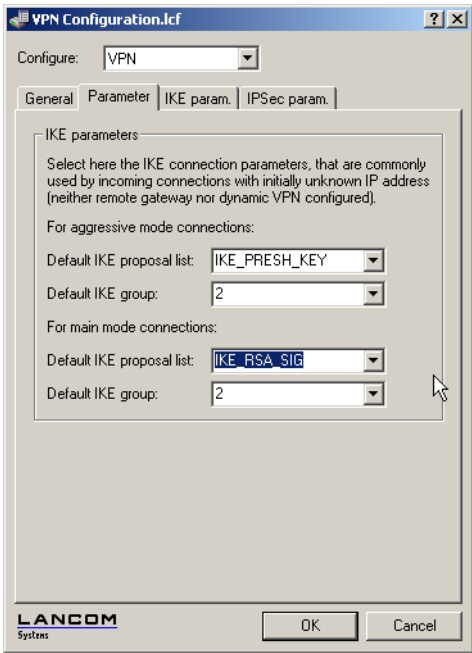 VPN Configuration.lcf
Configure: VPN
General Parameter IKE param. IPSec param.
IKE parameters
Select here the IKE connection parameters, that are commonly
used by incoming connections with initially unknown IP address
(neither remote gateway nor dynamic VPN configured).
For aggressive mode connections:
Default IKE proposal list: IKE_PRESH_KEY
Default IKE group: 2
For main mode connections:
Default IKE proposal list: IKE_RSA_SIG
Default IKE group: 2
LANCOM
Systems
OK Cancel